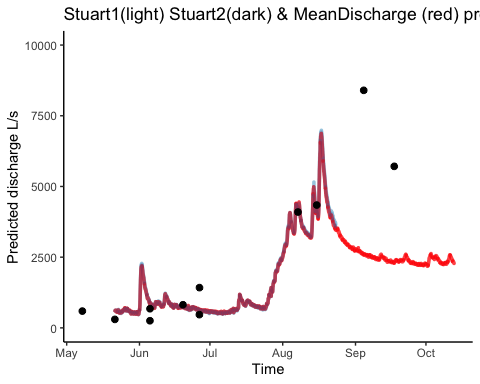 Stuart1(light) Stuart2(dark) & MeanDischarge (red) pr
10000
7500
5000
2500
0
Predicted discharge L/s
May Jun Jul Aug Sep Oct
Time